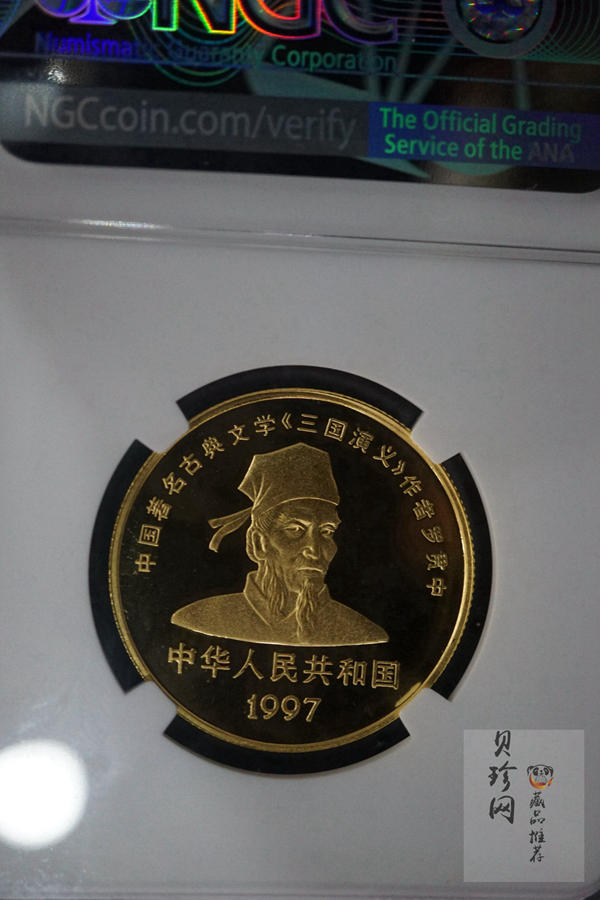 NGC
Numismatic Guaranty Corporation
NGCcoin.com/verify
The Official Grading
Service of the ANA
中国著名古典文学《三国演义》作者罗贯中
中华人民共和国
1997
贝珍网
藏品推荐